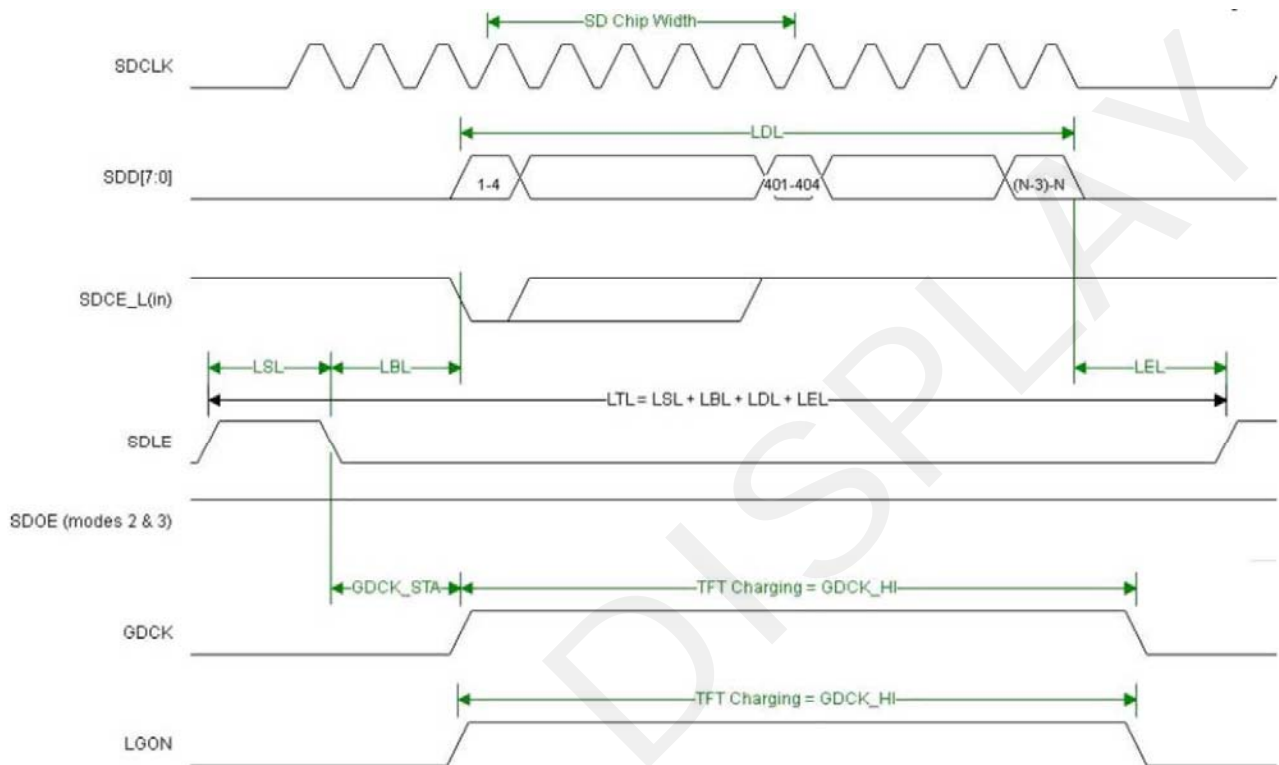 SD Chip Width
SDCLK
LDL
SDD[7:0]
1-4
401-404
(N-3)-N
SDCE_L(in)
LSL
LBL
LEL
LTL = LSL + LBL + LDL + LEL
SDLE
SDOE (modes 2 & 3)
GDCK_STA
TFT Charging = GDCK_HI
GDCK
TFT Charging = GDCK_HI
LGON
DISPLAY